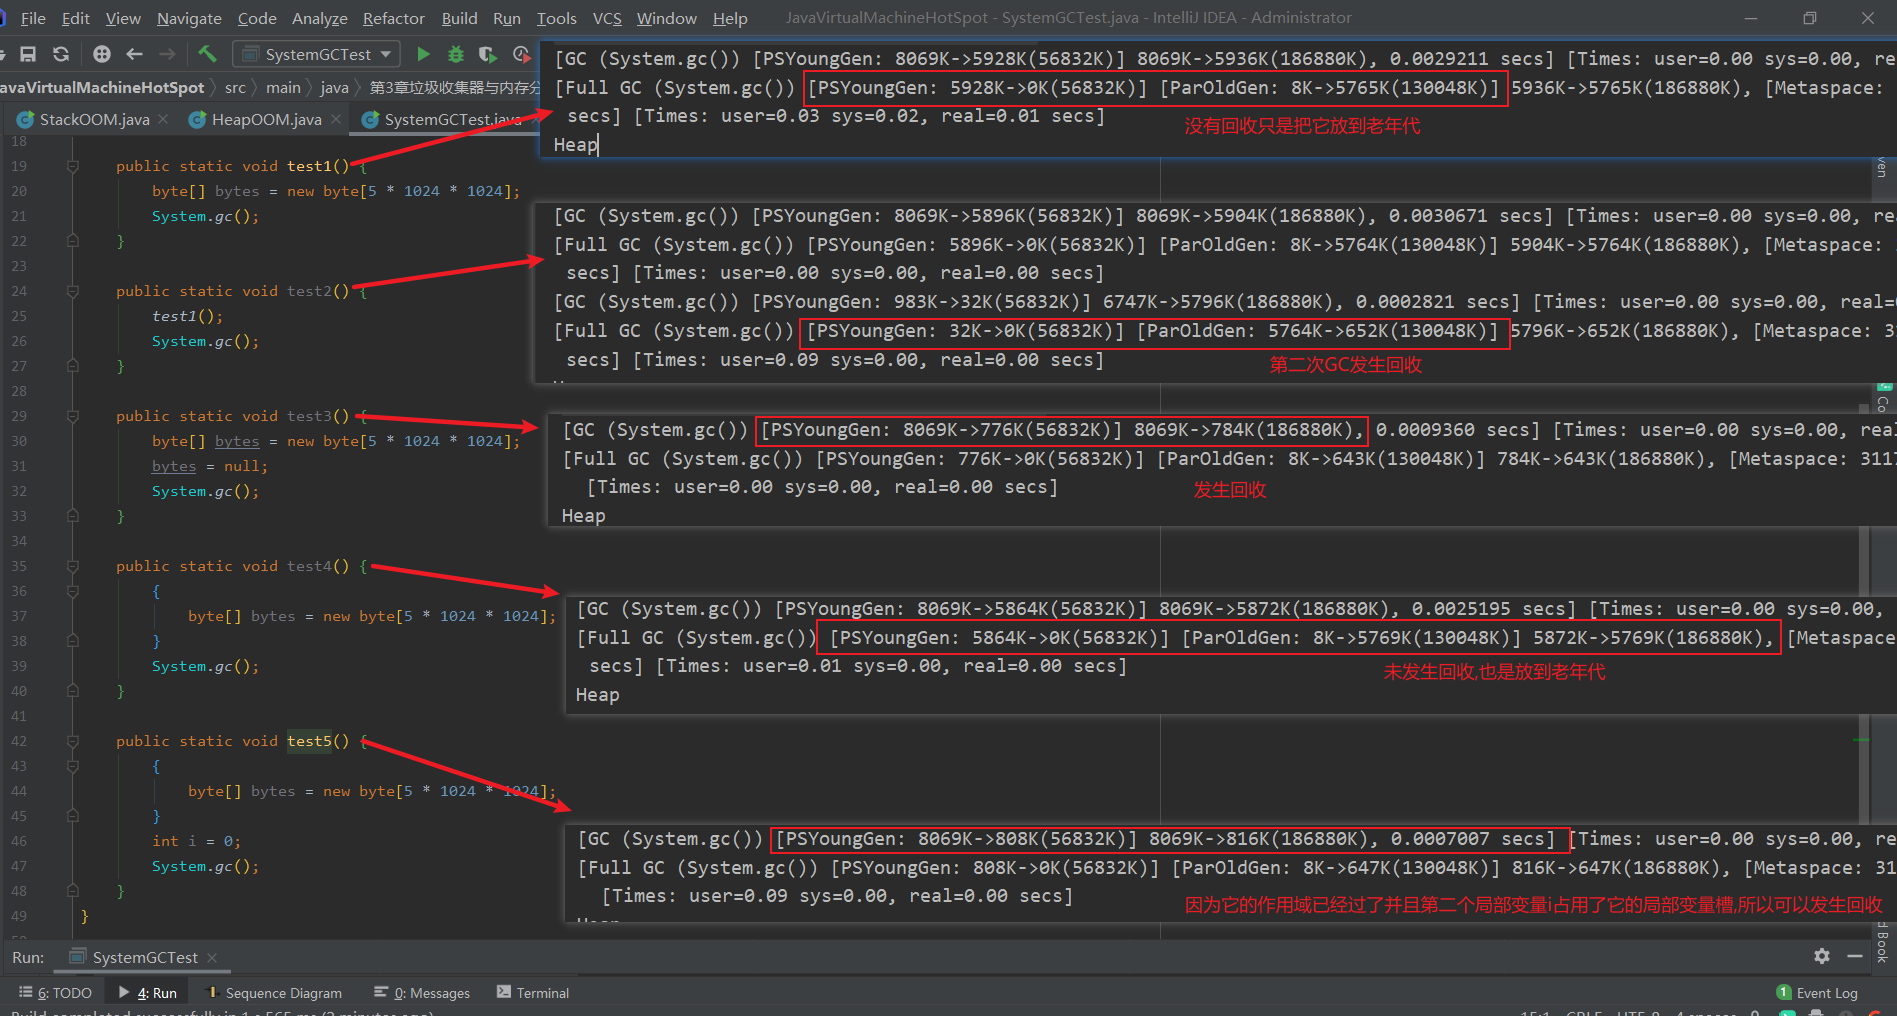 File Edit View Navigate Code Analyze Refactor Build Run Tools VCS Window Help JavaVirtualMachineHotSpot - SystemGCTest.java - IntelliJ IDEA - Administrator
SystemGCTest
avaVirtualMachineHotSpot src main java 第3章垃圾收集器与内存分
StackOOM.java HeapOOM.java SystemGCTest.java
[GC (System.gc()) [PSYoungGen: 8069K->5928K(56832K)] 8069K->5936K(186880K), 0.0029211 secs] [Times: user=0.00 sys=0.00, real=0.00 secs]
[Full GC (System.gc()) [PSYoungGen: 5928K->0K(56832K)] [ParOldGen: 8K->5765K(130048K)] 5936K->5765K(186880K), [Metaspace:
secs] [Times: user=0.03 sys=0.02, real=0.01 secs]
没有回收只是把它放到老年代
Heap
18
19 public static void test1() {
20 byte[] bytes = new byte[5 * 1024 * 1024];
21 System.gc();
22 }
23
[GC (System.gc()) [PSYoungGen: 8069K->5896K(56832K)] 8069K->5904K(186880K), 0.0030671 secs] [Times: user=0.00 sys=0.00, re
[Full GC (System.gc()) [PSYoungGen: 5896K->0K(56832K)] [ParOldGen: 8K->5764K(130048K)] 5904K->5764K(186880K), [Metaspace:
secs] [Times: user=0.00 sys=0.00, real=0.00 secs]
[GC (System.gc()) [PSYoungGen: 983K->32K(56832K)] 6747K->5796K(186880K), 0.0002821 secs] [Times: user=0.00 sys=0.00, real=
[Full GC (System.gc()) [PSYoungGen: 32K->0K(56832K)] [ParOldGen: 5764K->652K(130048K)] 5796K->652K(186880K), [Metaspace: 3
secs] [Times: user=0.09 sys=0.00, real=0.00 secs]
第二次GC发生回收
24 public static void test2() {
25 test1();
26 System.gc();
27 }
28
29 public static void test3() {
30 byte[] bytes = new byte[5 * 1024 * 1024];
31 bytes = null;
32 System.gc();
33 }
34
[GC (System.gc()) [PSYoungGen: 8069K->776K(56832K)] 8069K->784K(186880K), 0.0009360 secs] [Times: user=0.00 sys=0.00, real
[Full GC (System.gc()) [PSYoungGen: 776K->0K(56832K)] [ParOldGen: 8K->643K(130048K)] 784K->643K(186880K), [Metaspace: 3117
[Times: user=0.00 sys=0.00, real=0.00 secs]
发生回收
Heap
35 public static void test4() {
36 {
37 byte[] bytes = new byte[5 * 1024 * 1024];
38 }
39 System.gc();
40 }
41
[GC (System.gc()) [PSYoungGen: 8069K->5864K(56832K)] 8069K->5872K(186880K), 0.0025195 secs] [Times: user=0.00 sys=0.00,
[Full GC (System.gc()) [PSYoungGen: 5864K->0K(56832K)] [ParOldGen: 8K->5769K(130048K)] 5872K->5769K(186880K), [Metaspace
secs] [Times: user=0.01 sys=0.00, real=0.00 secs]
未发生回收,也是放到老年代
Heap
42 public static void test5() {
43 {
44 byte[] bytes = new byte[5 * 1024 * 1024];
45 }
46 int i = 0;
47 System.gc();
48 }
49 }
[GC (System.gc()) [PSYoungGen: 8069K->808K(56832K)] 8069K->816K(186880K), 0.0007007 secs] [Times: user=0.00 sys=0.00, re
[Full GC (System.gc()) [PSYoungGen: 808K->0K(56832K)] [ParOldGen: 8K->647K(130048K)] 816K->647K(186880K), [Metaspace: 31
[Times: user=0.09 sys=0.00, real=0.00 secs]
因为它的作用域已经过了并且第二个局部变量i占用了它的局部变量槽,所以可以发生回收
Run: SystemGCTest
6: TODO 4: Run Sequence Diagram 0: Messages Terminal 1 Event Log